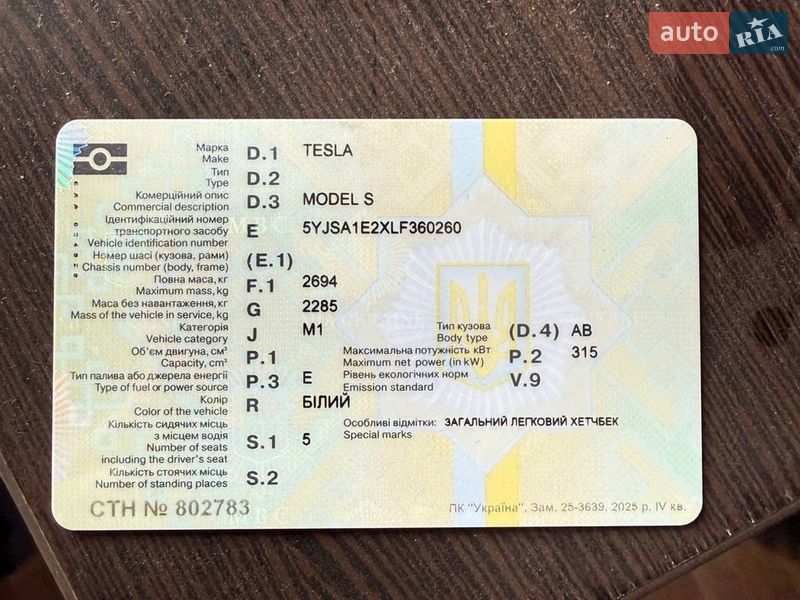 auto RIA.com
Марка
Make D.1 TESLA
Тип
Type D.2
Комерційний опис
Commercial description D.3 MODEL S
Ідентифікаційний номер
транспортного засобу
Vehicle identification number E 5YJSA1E2XLF360260
Номер шасі (кузова, рами)
Chassis number (body, frame) (E.1)
Повна маса, кг
Maximum mass, kg F.1 2694
Маса без навантаження, кг
Mass of the vehicle in service, kg G 2285
Категорія
Vehicle category J M1
Тип кузова
Body type (D.4) AB
Об'єм двигуна, см³
Capacity, cm³ P.1
Максимальна потужність кВт
Maximum net power (in kW) P.2 315
Тип палива або джерела енергії
Type of fuel or power source P.3 E
Рівень екологічних норм
Emission standard V.9
Колір
Color of the vehicle R БІЛИЙ
Особливі відмітки: ЗАГАЛЬНИЙ ЛЕГКОВИЙ ХЕТЧБЕК
Special marks
Кількість сидячих місць
з місцем водія
Number of seats
including the driver's seat S.1 5
Кількість стоячих місць
Number of standing places S.2
СТН № 802783
ПК "Україна". Зам. 25-3639. 2025 р. IV кв.